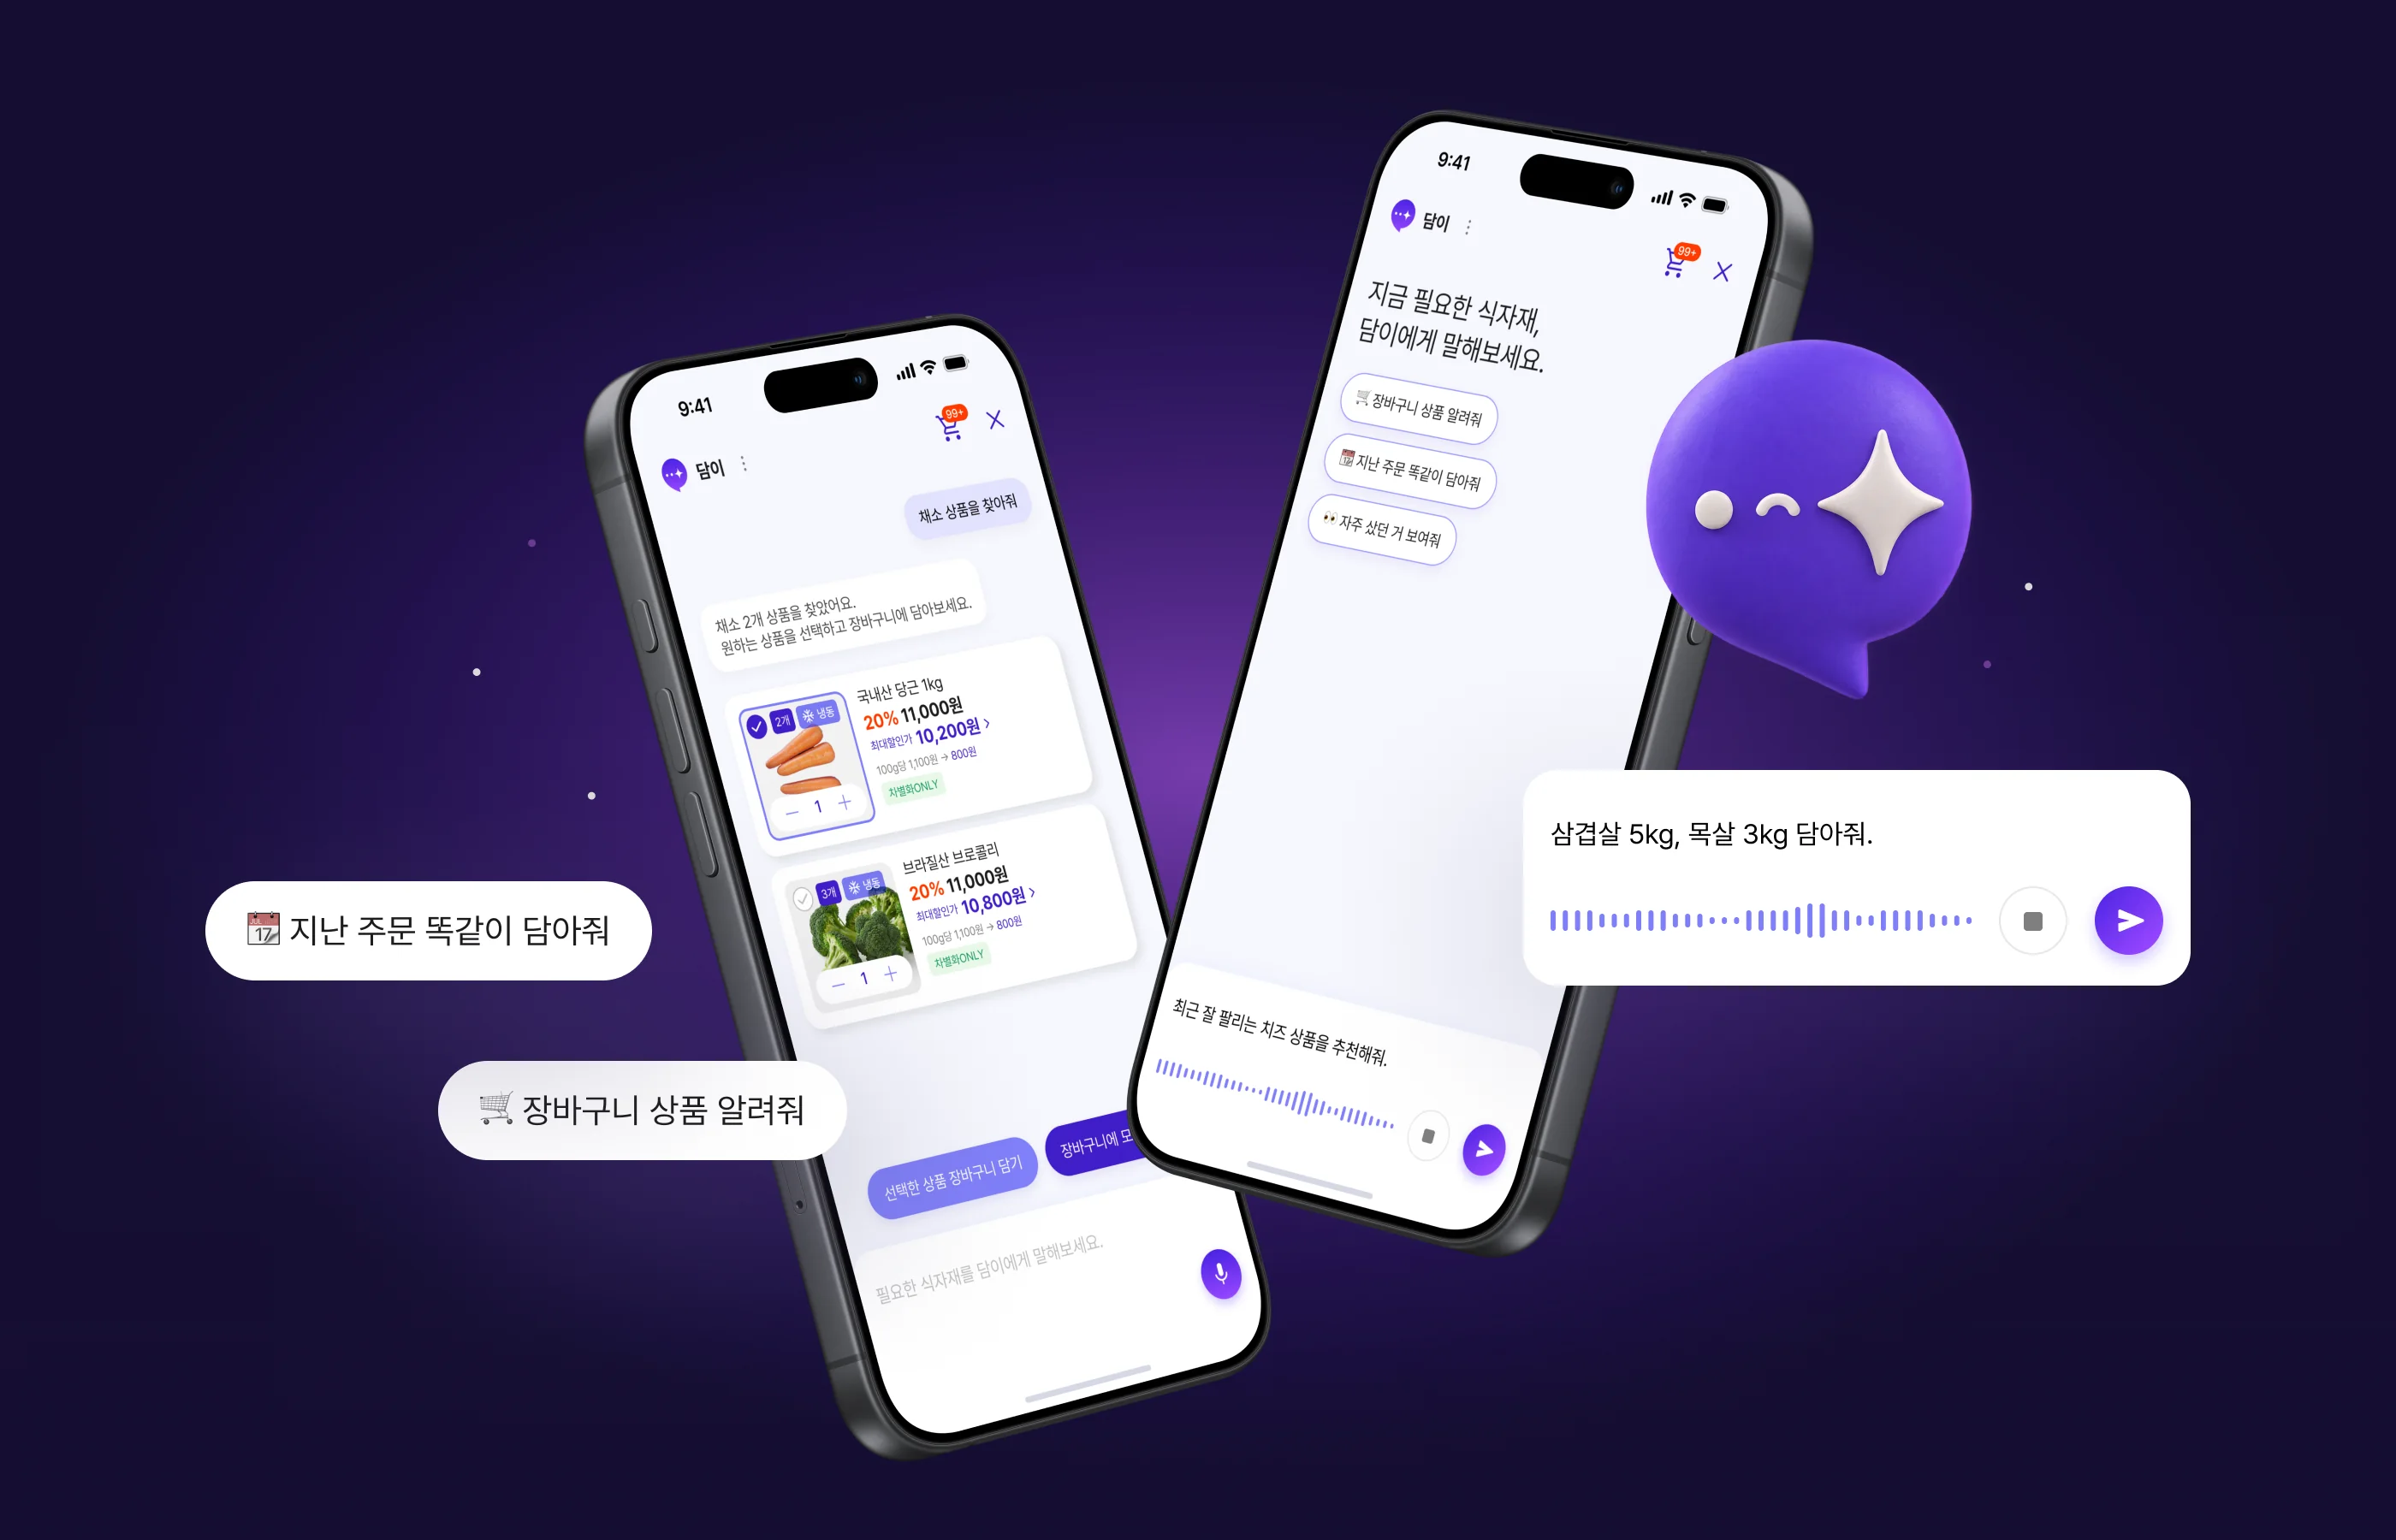 9:41
담이
99+
채소 상품을 찾아줘
채소 2개 상품을 찾았어요.
원하는 상품을 선택하고 장바구니에 담아보세요.
2개 냉동
국내산 당근 1kg
20% 11,000원
최대할인가 10,200원
100g당 1,100원 → 800원
차별화ONLY
1
3개 냉동
브라질산 브로콜리
20% 11,000원
최대할인가 10,800원
100g당 1,100원 → 800원
차별화ONLY
1
선택한 상품 장바구니 담기
장바구니에 모
필요한 식자재를 담이에게 말해보세요.
📆 지난 주문 똑같이 담아줘
🛒 장바구니 상품 알려줘
9:41
담이
99+
지금 필요한 식자재,
담이에게 말해보세요.
🛒 장바구니 상품 알려줘
📆 지난 주문 똑같이 담아줘
👀 자주 샀던 거 보여줘
최근 잘 팔리는 치즈 상품을 추천해줘.
삼겹살 5kg, 목살 3kg 담아줘.